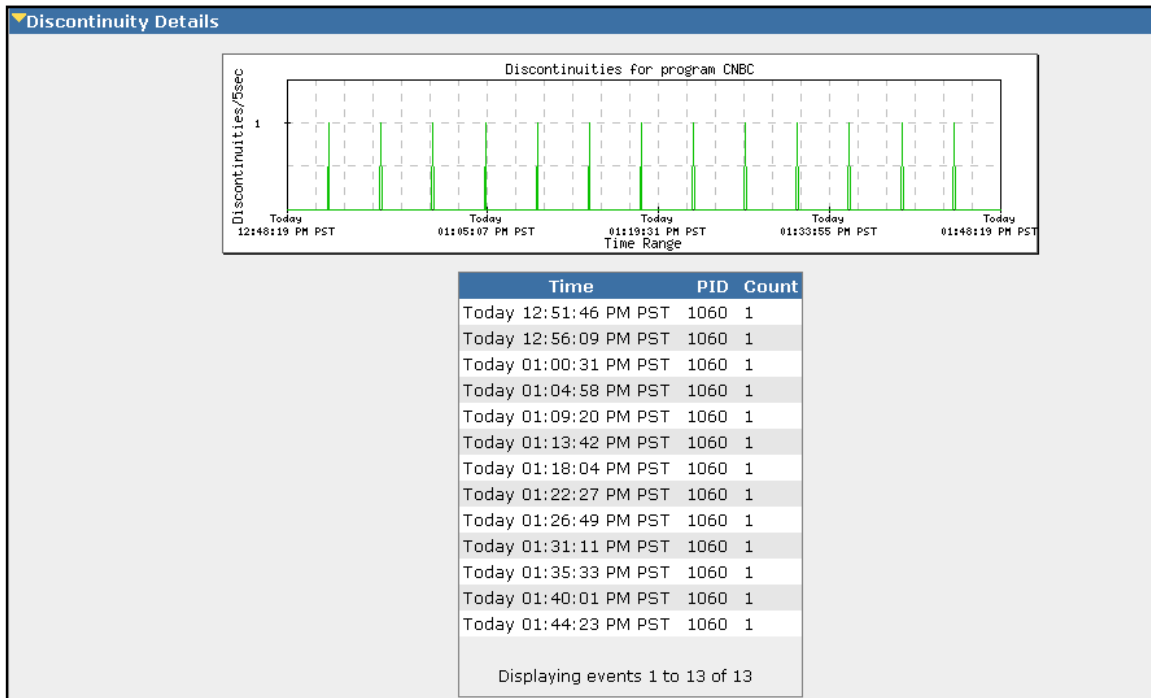 Discontinuity Details
Discontinuities for program CNBC
Discontinuities/5sec
1
Today Today Today Today Today
12:48:19 PM PST 01:05:07 PM PST 01:19:31 PM PST 01:33:55 PM PST 01:48:19 PM PST
Time Range
Time PID Count
Today 12:51:46 PM PST 1060 1
Today 12:56:09 PM PST 1060 1
Today 01:00:31 PM PST 1060 1
Today 01:04:58 PM PST 1060 1
Today 01:09:20 PM PST 1060 1
Today 01:13:42 PM PST 1060 1
Today 01:18:04 PM PST 1060 1
Today 01:22:27 PM PST 1060 1
Today 01:26:49 PM PST 1060 1
Today 01:31:11 PM PST 1060 1
Today 01:35:33 PM PST 1060 1
Today 01:40:01 PM PST 1060 1
Today 01:44:23 PM PST 1060 1
Displaying events 1 to 13 of 13